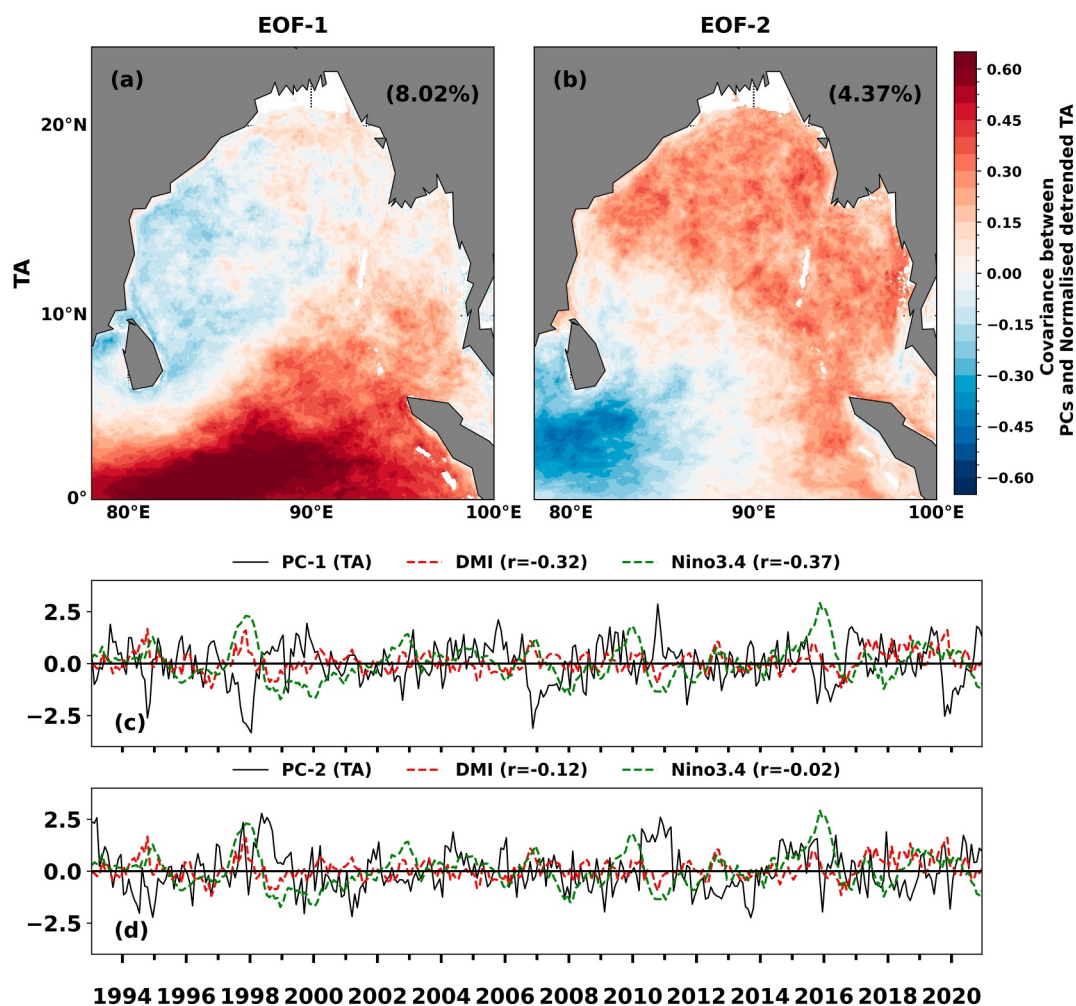 EOF-1 EOF-2
(a) (8.02%) (b) (4.37%)
TA
20°N
10°N
0°
80°E 90°E 100°E 80°E 90°E 100°E
0.60
0.45
0.30
0.15
0.00
−0.15
−0.30
−0.45
−0.60
Covariance between
PCs and Normalised detrended TA
PC-1 (TA) DMI (r=-0.32) Nino3.4 (r=-0.37)
2.5
0.0
−2.5
(c)
PC-2 (TA) DMI (r=-0.12) Nino3.4 (r=-0.02)
2.5
0.0
−2.5
(d)
1994 1996 1998 2000 2002 2004 2006 2008 2010 2012 2014 2016 2018 2020